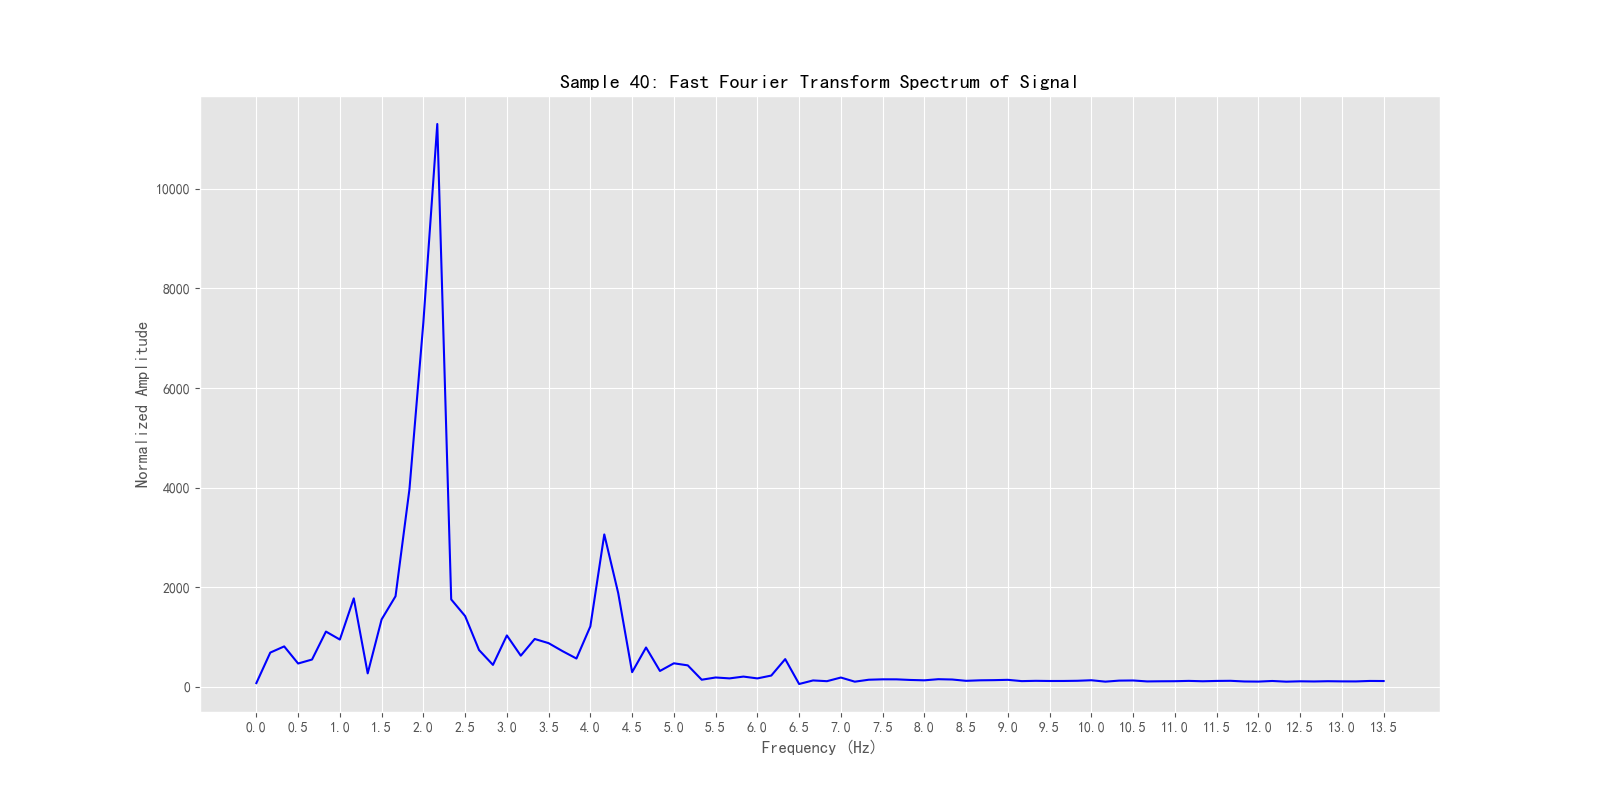 Sample 40: Fast Fourier Transform Spectrum of Signal
Normalized Amplitude
10000
8000
6000
4000
2000
0
0.0 0.5 1.0 1.5 2.0 2.5 3.0 3.5 4.0 4.5 5.0 5.5 6.0 6.5 7.0 7.5 8.0 8.5 9.0 9.5 10.0 10.5 11.0 11.5 12.0 12.5 13.0 13.5
Frequency (Hz)